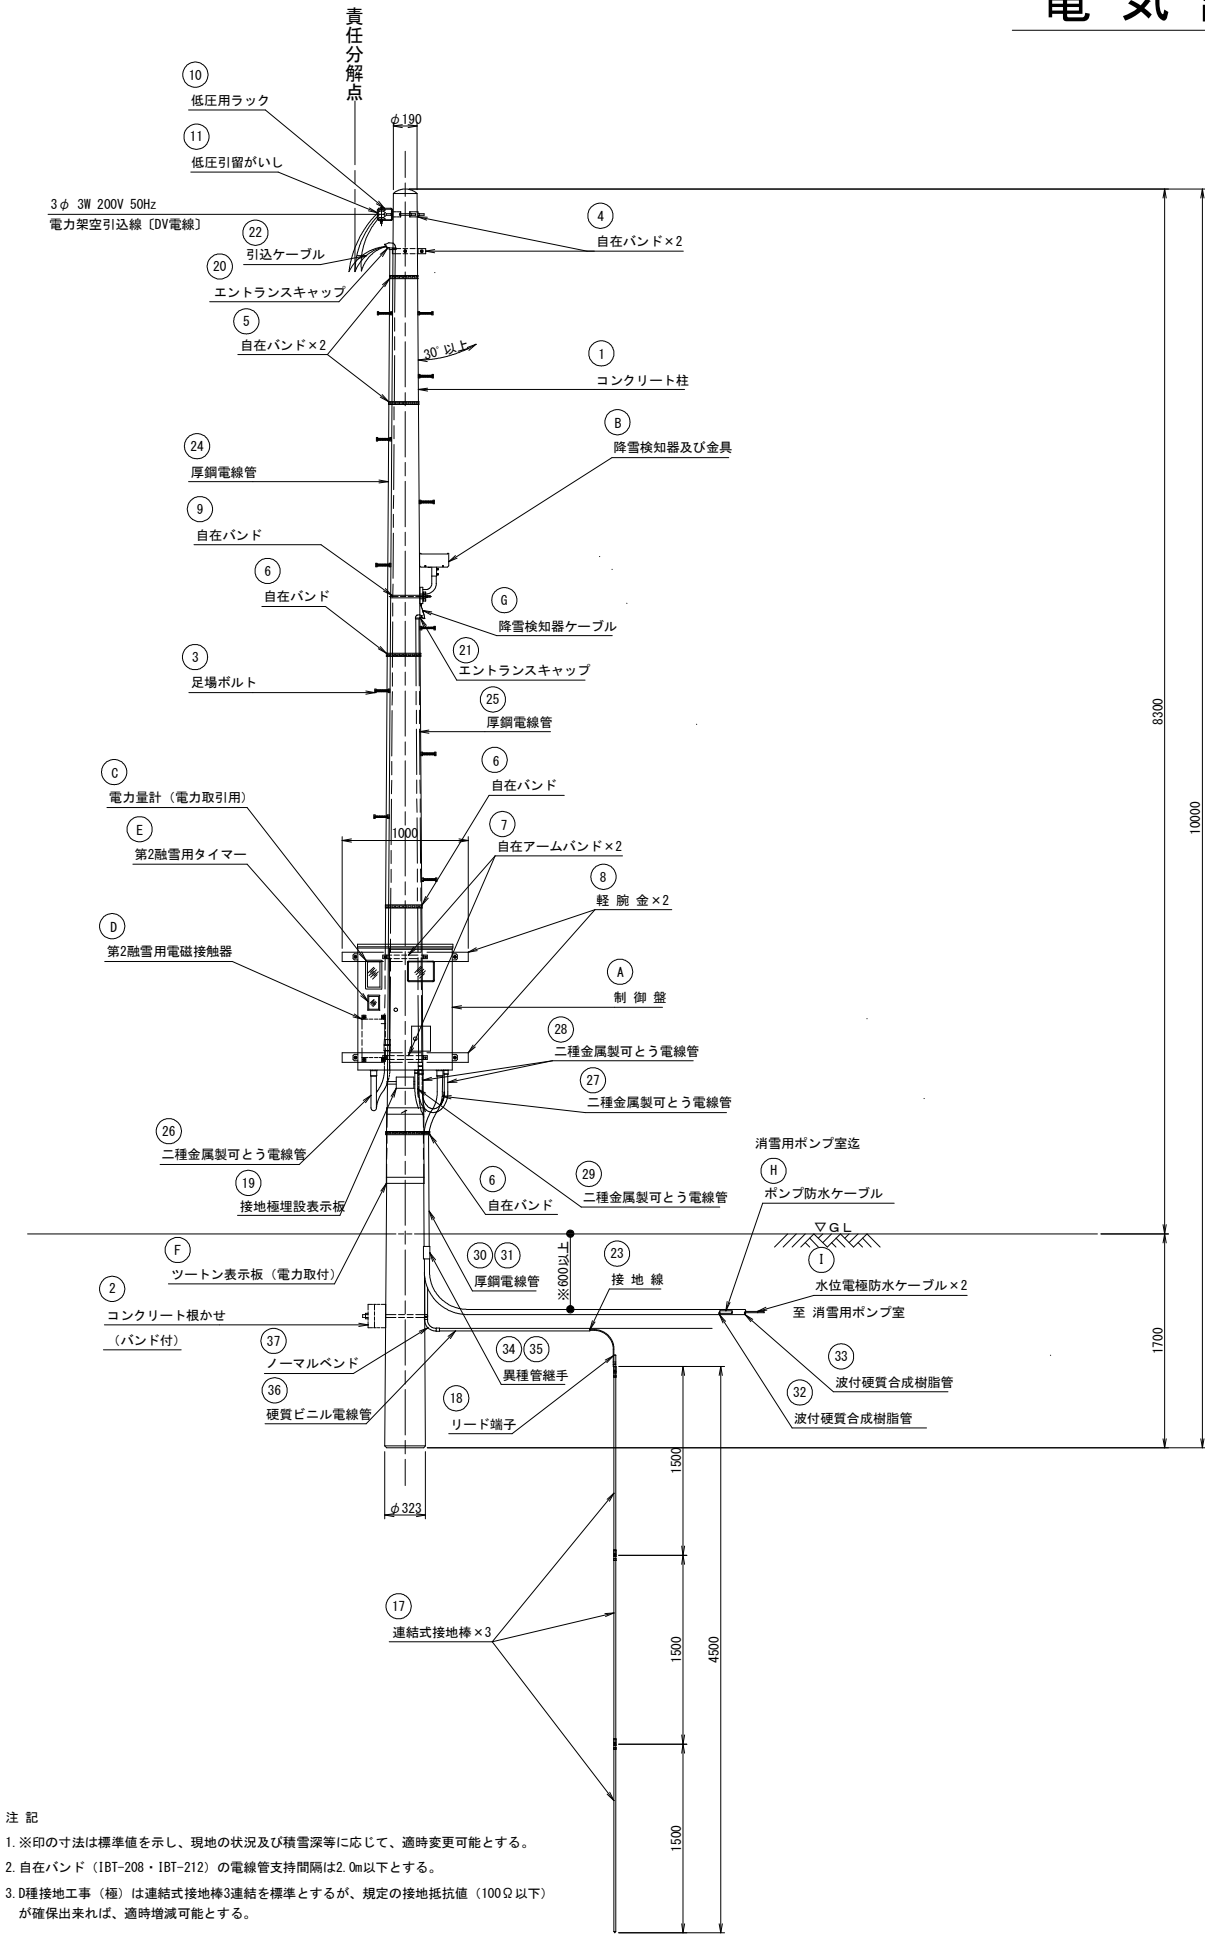 電 気
責任分解点
10
低圧用ラック
φ190
11
低圧引留がいし
3φ 3W 200V 50Hz
電力架空引込線〔DV電線〕
4
自在バンド×2
22
引込ケーブル
20
エントランスキャップ
5
自在バンド×2
30°以上
1
コンクリート柱
B
降雪検知器及び金具
24
厚鋼電線管
9
自在バンド
6
自在バンド
G
降雪検知器ケーブル
21
エントランスキャップ
3
足場ボルト
25
厚鋼電線管
8300
10000
6
自在バンド
C
電力量計（電力取引用）
1000
7
自在アームバンド×2
E
第2融雪用タイマー
8
軽 腕 金×2
D
第2融雪用電磁接触器
A
制 御 盤
28
二種金属製可とう電線管
27
二種金属製可とう電線管
26
二種金属製可とう電線管
消雪用ポンプ室迄
H
ポンプ防水ケーブル
19
接地極埋設表示板
6
自在バンド
29
二種金属製可とう電線管
▽GL
F
ツートン表示板（電力取付）
30 31
厚鋼電線管
※600以上
23
接 地 線
I
水位電極防水ケーブル×2
至 消雪用ポンプ室
2
コンクリート根かせ
（バンド付）
37
ノーマルベンド
34 35
異種管継手
33
波付硬質合成樹脂管
32
波付硬質合成樹脂管
1700
36
硬質ビニル電線管
18
リード端子
φ323
1500
17
連結式接地棒×3
1500
4500
1500
注 記
1. ※印の寸法は標準値を示し、現地の状況及び積雪深等に応じて、適時変更可能とする。
2. 自在バンド（IBT-208・IBT-212）の電線管支持間隔は2.0m以下とする。
3. D種接地工事（極）は連結式接地棒3連結を標準とするが、規定の接地抵抗値（100Ω以下）
が確保出来れば、適時増減可能とする。